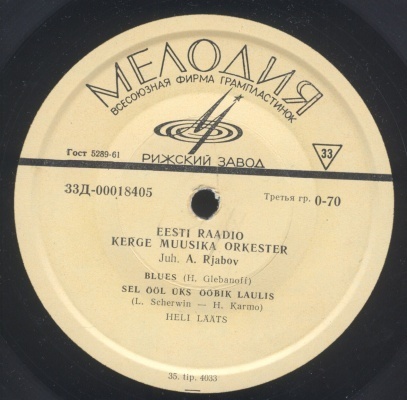 МЕЛОДИЯ
ВСЕСОЮЗНАЯ ФИРМА ГРАМПЛАСТИНОК
Гост 5289-61
РИЖСКИЙ ЗАВОД
33
33Д-00018405
Третья гр. 0-70
EESTI RAADIO
KERGE MUUSIKA ORKESTER
Juh. A. Rjabov
BLUES (H. Glebanoff)
SEL ÖÖL ÜKS ÖÖBIK LAULIS
(L. Scherwin — H. Karmo)
HELI LÄÄTS
35. tip. 4033